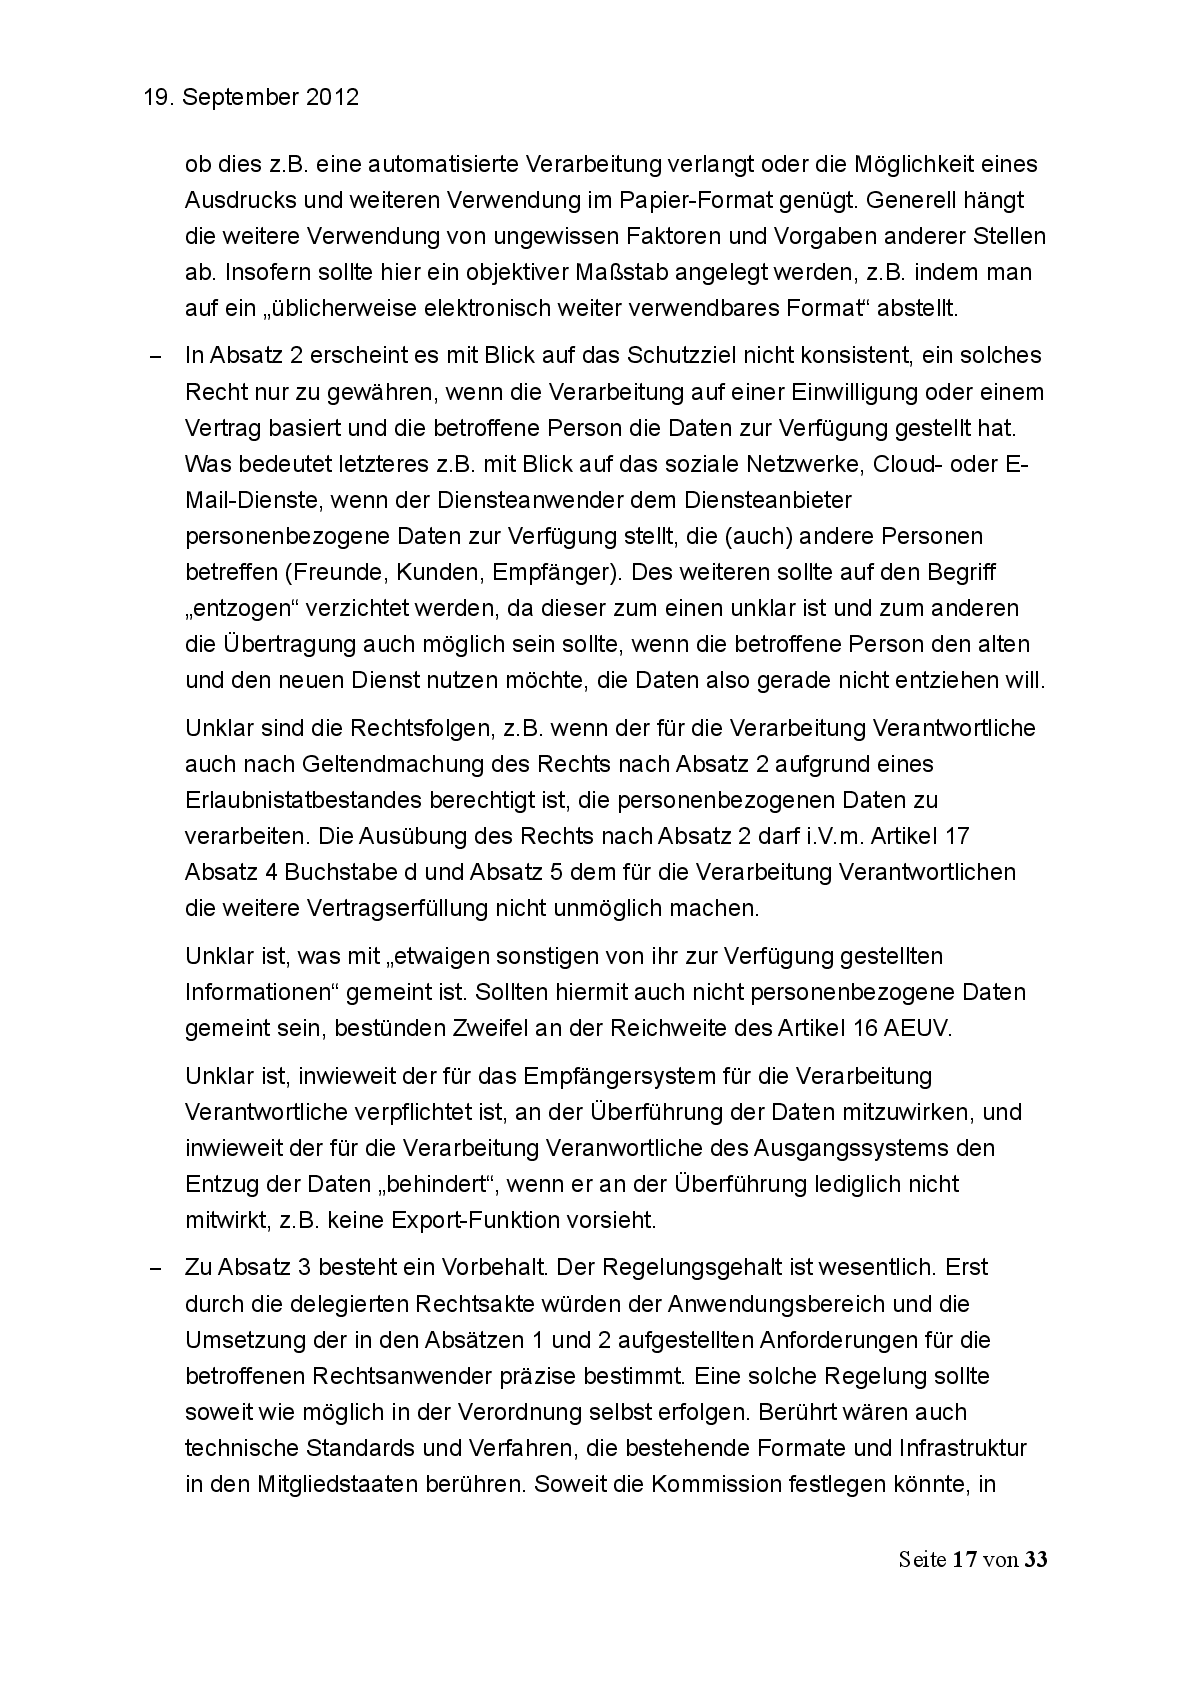 19. September 2012
ob dies z.B. eine automatisierte Verarbeitung verlangt oder die Möglichkeit eines
Ausdrucks und weiteren Verwendung im Papier-Format genügt. Generell hängt
die weitere Verwendung von ungewissen Faktoren und Vorgaben anderer Stellen
ab. Insofern sollte hier ein objektiver Maßstab angelegt werden, z.B. indem man
auf ein „üblicherweise elektronisch weiter verwendbares Format“ abstellt.
– In Absatz 2 erscheint es mit Blick auf das Schutzziel nicht konsistent, ein solches
Recht nur zu gewähren, wenn die Verarbeitung auf einer Einwilligung oder einem
Vertrag basiert und die betroffene Person die Daten zur Verfügung gestellt hat.
Was bedeutet letzteres z.B. mit Blick auf das soziale Netzwerke, Cloud- oder E-
Mail-Dienste, wenn der Diensteanwender dem Diensteanbieter
personenbezogene Daten zur Verfügung stellt, die (auch) andere Personen
betreffen (Freunde, Kunden, Empfänger). Des weiteren sollte auf den Begriff
„entzogen“ verzichtet werden, da dieser zum einen unklar ist und zum anderen
die Übertragung auch möglich sein sollte, wenn die betroffene Person den alten
und den neuen Dienst nutzen möchte, die Daten also gerade nicht entziehen will.
Unklar sind die Rechtsfolgen, z.B. wenn der für die Verarbeitung Verantwortliche
auch nach Geltendmachung des Rechts nach Absatz 2 aufgrund eines
Erlaubnistatbestandes berechtigt ist, die personenbezogenen Daten zu
verarbeiten. Die Ausübung des Rechts nach Absatz 2 darf i.V.m. Artikel 17
Absatz 4 Buchstabe d und Absatz 5 dem für die Verarbeitung Verantwortlichen
die weitere Vertragserfüllung nicht unmöglich machen.
Unklar ist, was mit „etwaigen sonstigen von ihr zur Verfügung gestellten
Informationen“ gemeint ist. Sollten hiermit auch nicht personenbezogene Daten
gemeint sein, bestünden Zweifel an der Reichweite des Artikel 16 AEUV.
Unklar ist, inwieweit der für das Empfängersystem für die Verarbeitung
Verantwortliche verpflichtet ist, an der Überführung der Daten mitzuwirken, und
inwieweit der für die Verarbeitung Veranwortliche des Ausgangssystems den
Entzug der Daten „behindert“, wenn er an der Überführung lediglich nicht
mitwirkt, z.B. keine Export-Funktion vorsieht.
– Zu Absatz 3 besteht ein Vorbehalt. Der Regelungsgehalt ist wesentlich. Erst
durch die delegierten Rechtsakte würden der Anwendungsbereich und die
Umsetzung der in den Absätzen 1 und 2 aufgestellten Anforderungen für die
betroffenen Rechtsanwender präzise bestimmt. Eine solche Regelung sollte
soweit wie möglich in der Verordnung selbst erfolgen. Berührt wären auch
technische Standards und Verfahren, die bestehende Formate und Infrastruktur
in den Mitgliedstaaten berühren. Soweit die Kommission festlegen könnte, in
Seite 17 von 33